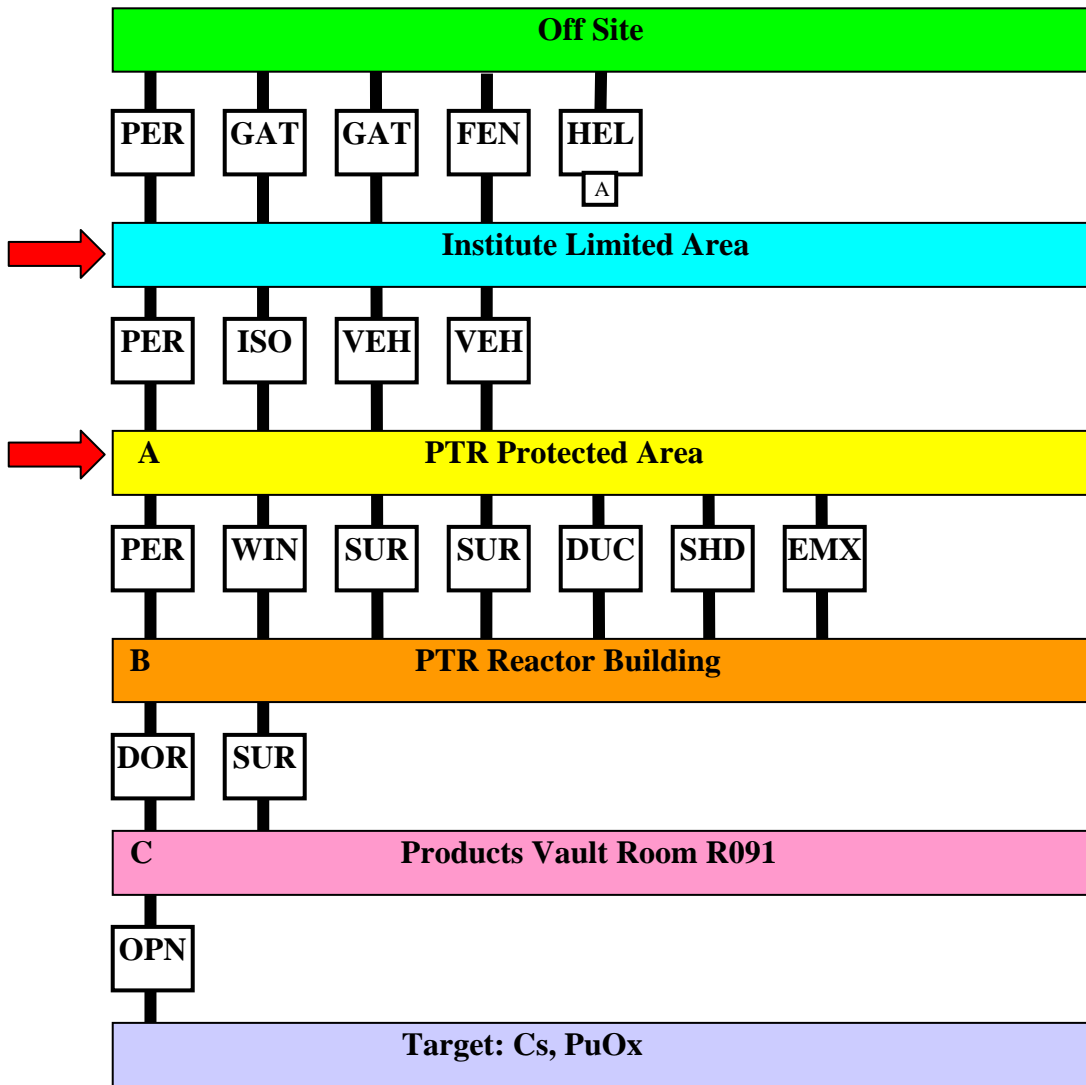 Off Site
PER GAT GAT FEN HEL
A
Institute Limited Area
PER ISO VEH VEH
A PTR Protected Area
PER WIN SUR SUR DUC SHD EMX
B PTR Reactor Building
DOR SUR
C Products Vault Room R091
OPN
Target: Cs, PuOx